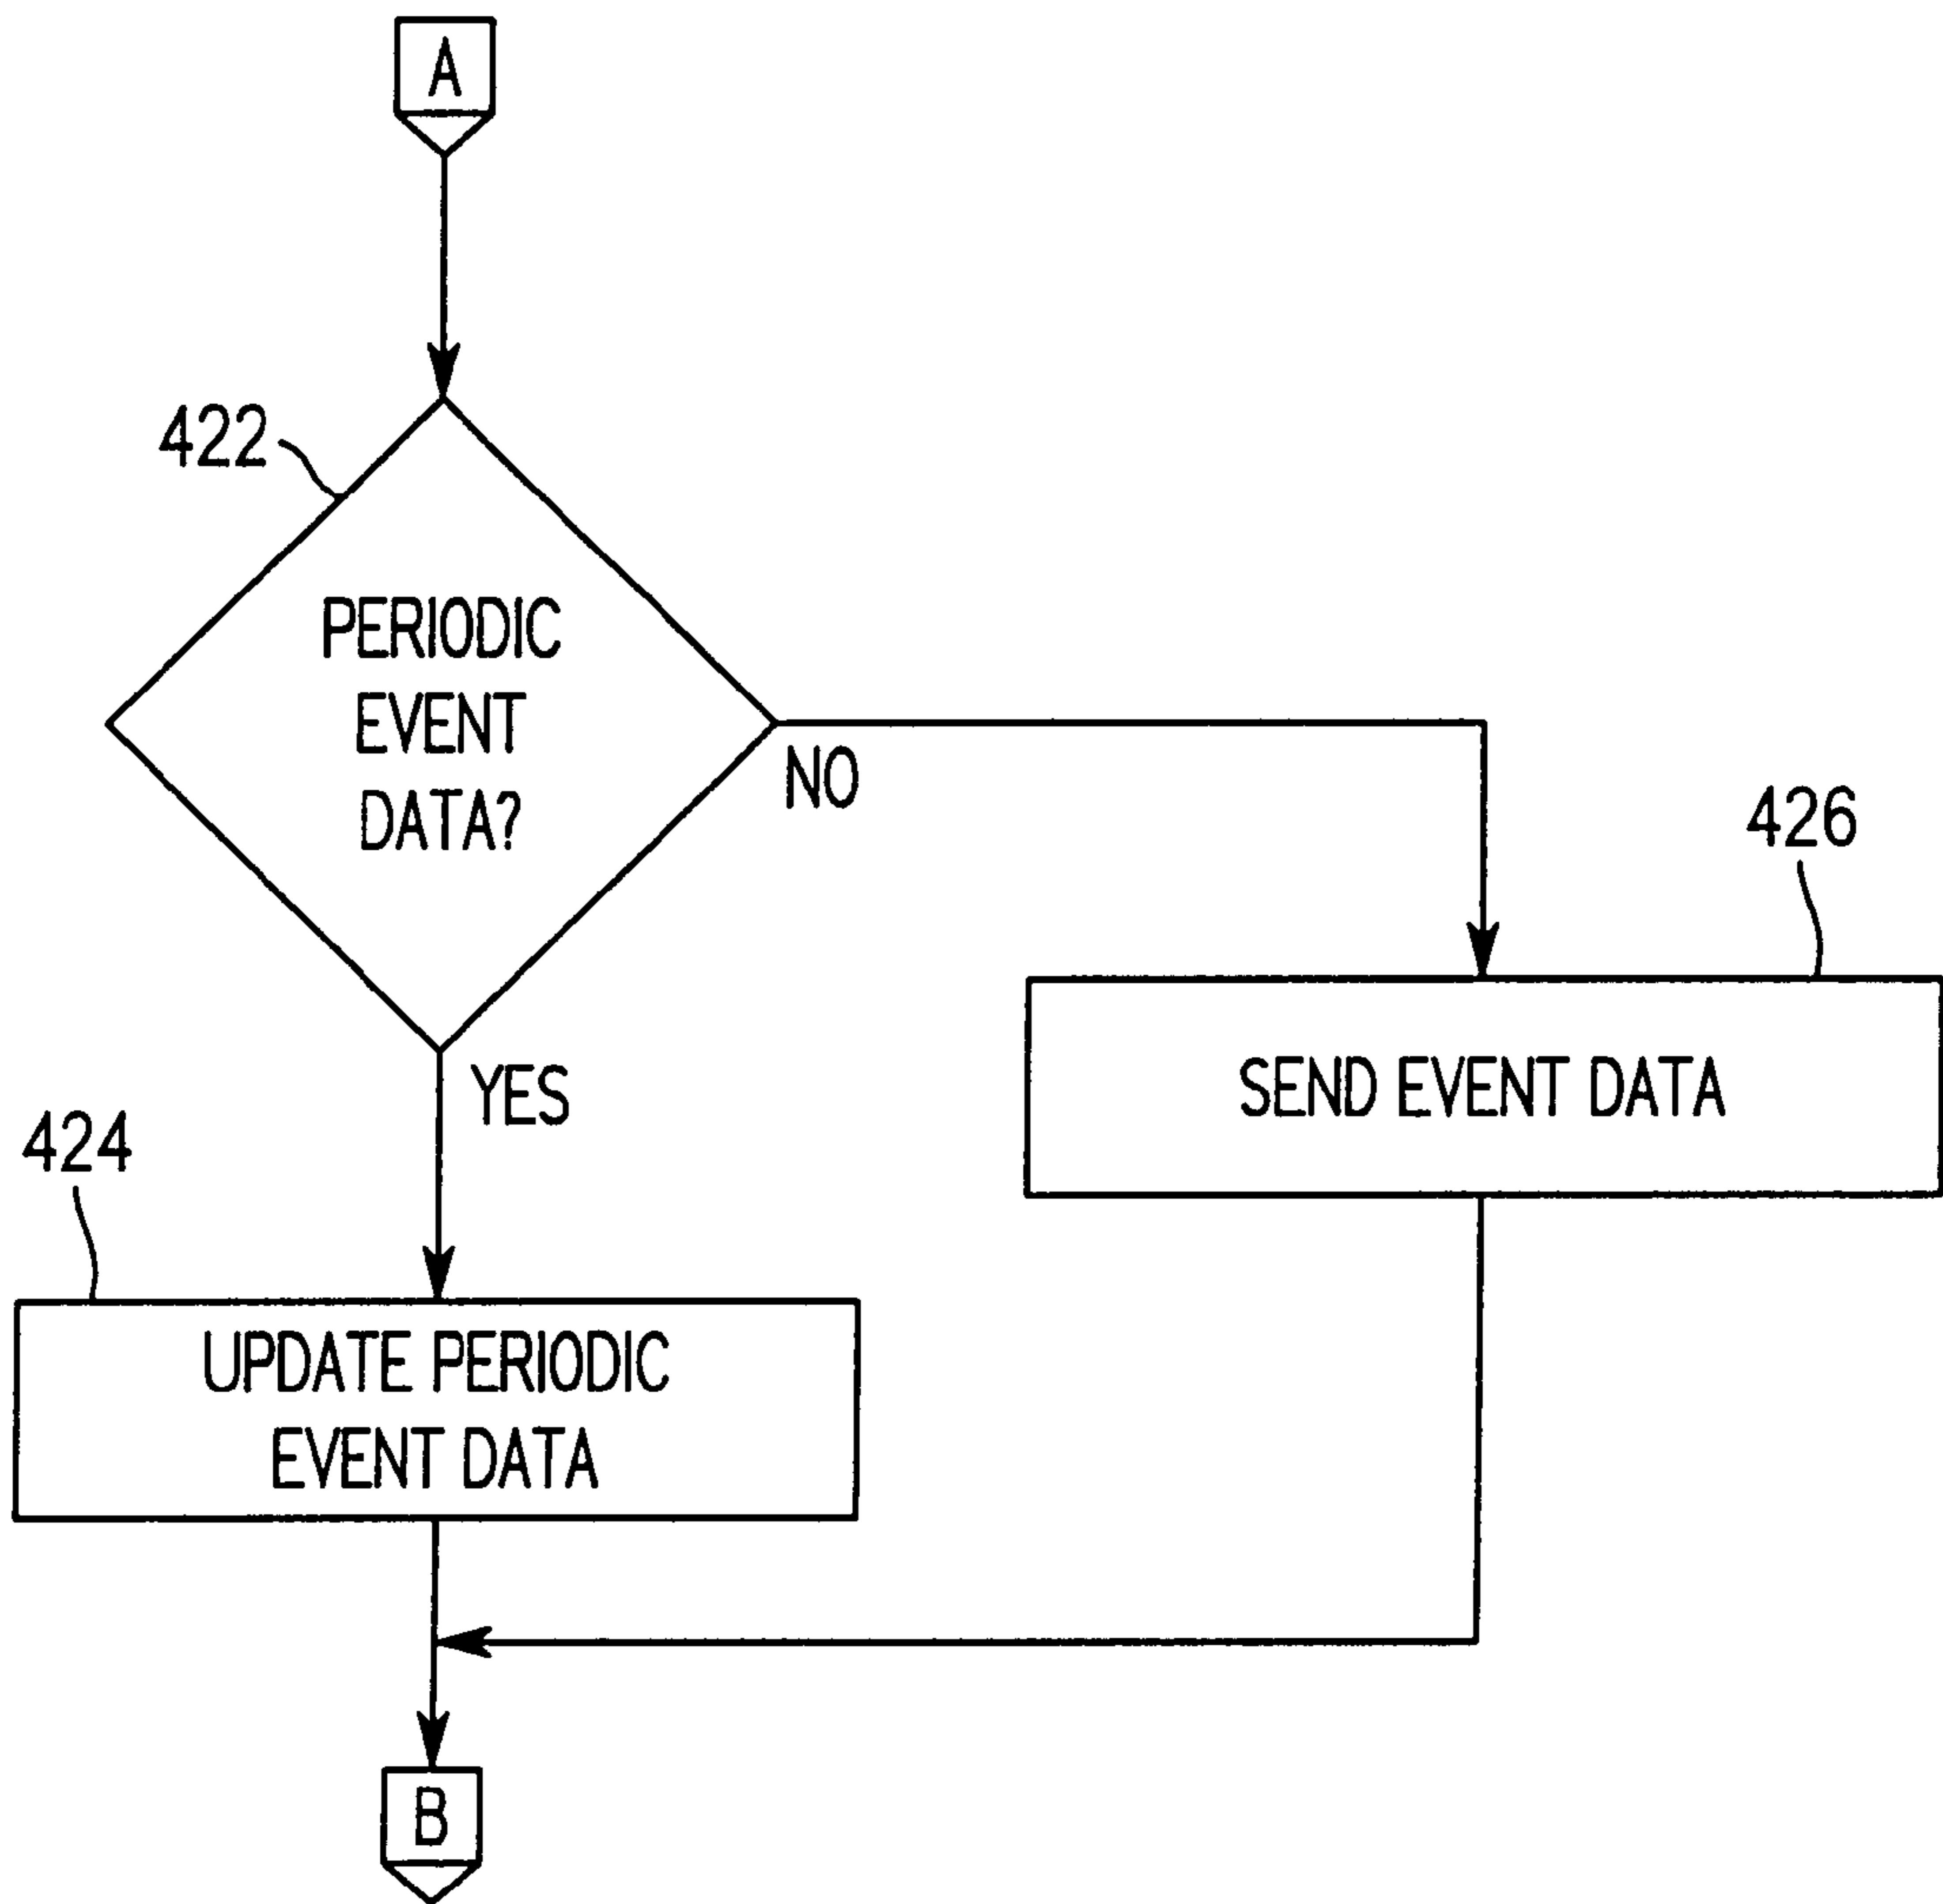 A
422
PERIODIC
EVENT
DATA?
NO
426
SEND EVENT DATA
YES
424
UPDATE PERIODIC
EVENT DATA
B